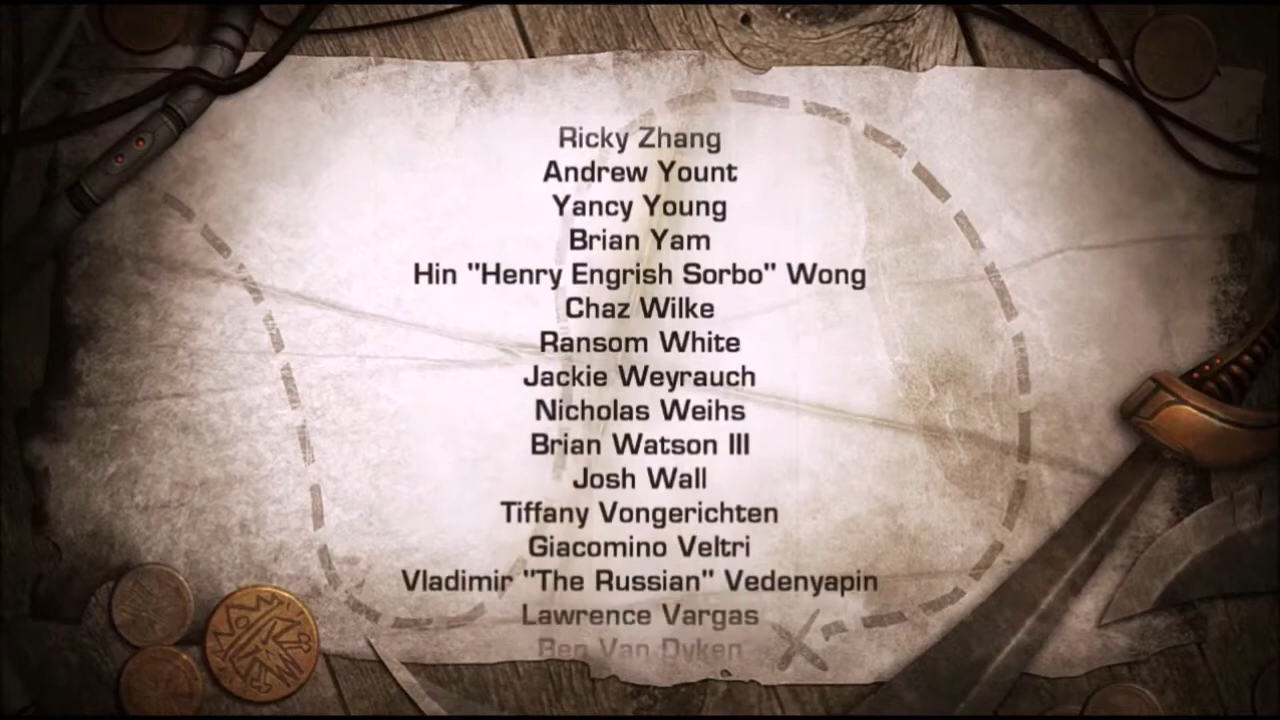 Ricky Zhang
Andrew Yount
Yancy Young
Brian Yam
Hin "Henry Engrish Sorbo" Wong
Chaz Wilke
Ransom White
Jackie Weyrauch
Nicholas Weihs
Brian Watson III
Josh Wall
Tiffany Vongerichten
Giacomino Veltri
Vladimir "The Russian" Vedenyapin
Lawrence Vargas
Ben Van Dyken